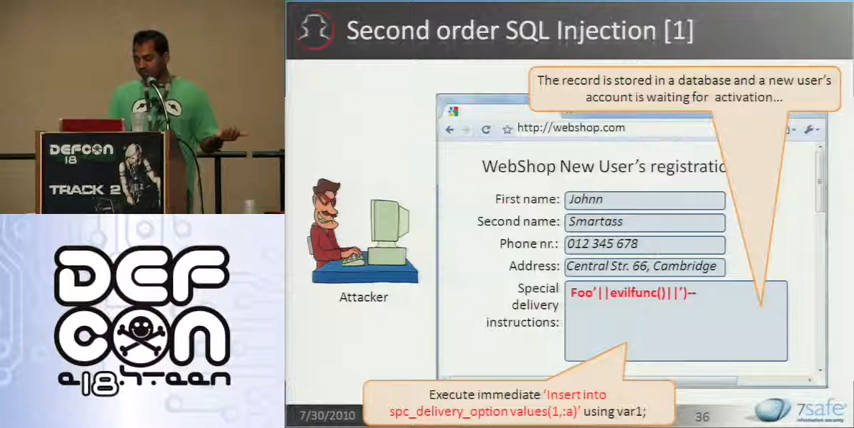 Second order SQL Injection [1]
The record is stored in a database and a new user's
account is waiting for activation...
http://webshop.com
WebShop New User's registratio
First name: Johnn
Second name: Smartass
Phone nr.: 012 345 678
Address: Central Str. 66, Cambridge
Special
delivery
instructions:
Foo'||evilfunc()||')--
Attacker
Execute immediate 'Insert into
spc_delivery_option values(1,:a)' using var1;
7/30/2010
36
7safe
information security
DEFCON
18
TRACK 2
DEF
CON
18